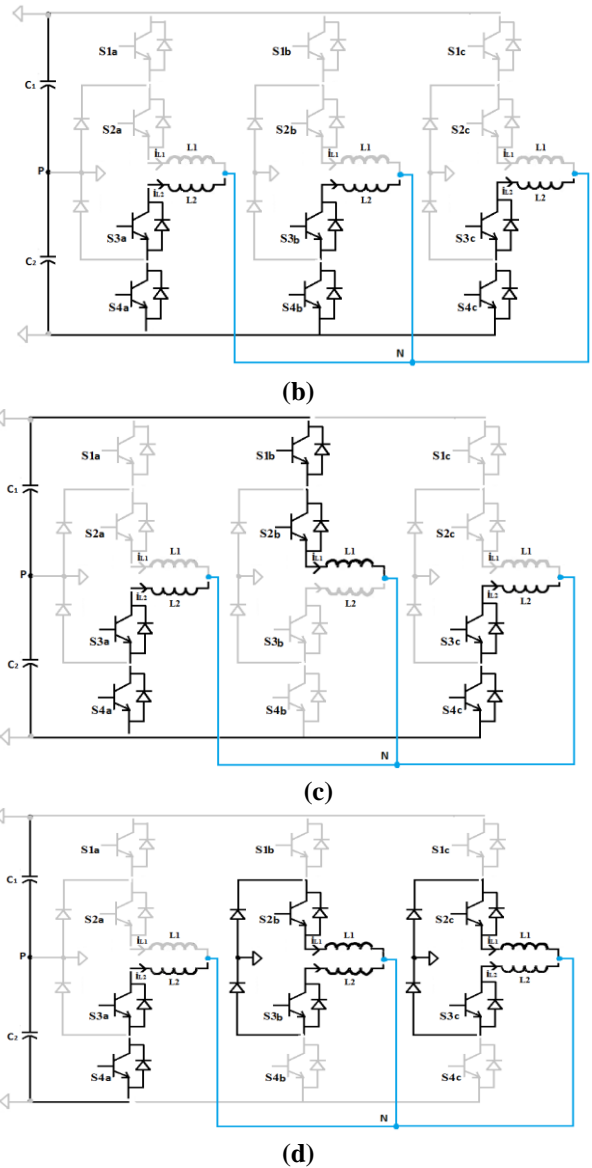 S1a S1b S1c
C₁
S2a S2b S2c
L1 L1 L1
iL1 iL1 iL1
P
iL2 iL2 iL2
L2 L2 L2
S3a S3b S3c
C₂
S4a S4b S4c
N
(b)
S1a S1b S1c
C₁
S2a S2b S2c
L1 L1 L1
iL1 iL1 iL1
P
iL2 iL2 iL2
L2 L2 L2
S3a S3b S3c
C₂
S4a S4b S4c
N
(c)
S1a S1b S1c
C₁
S2a S2b S2c
L1 L1 L1
iL1 iL1 iL1
P
iL2 iL2 iL2
L2 L2 L2
S3a S3b S3c
C₂
S4a S4b S4c
N
(d)